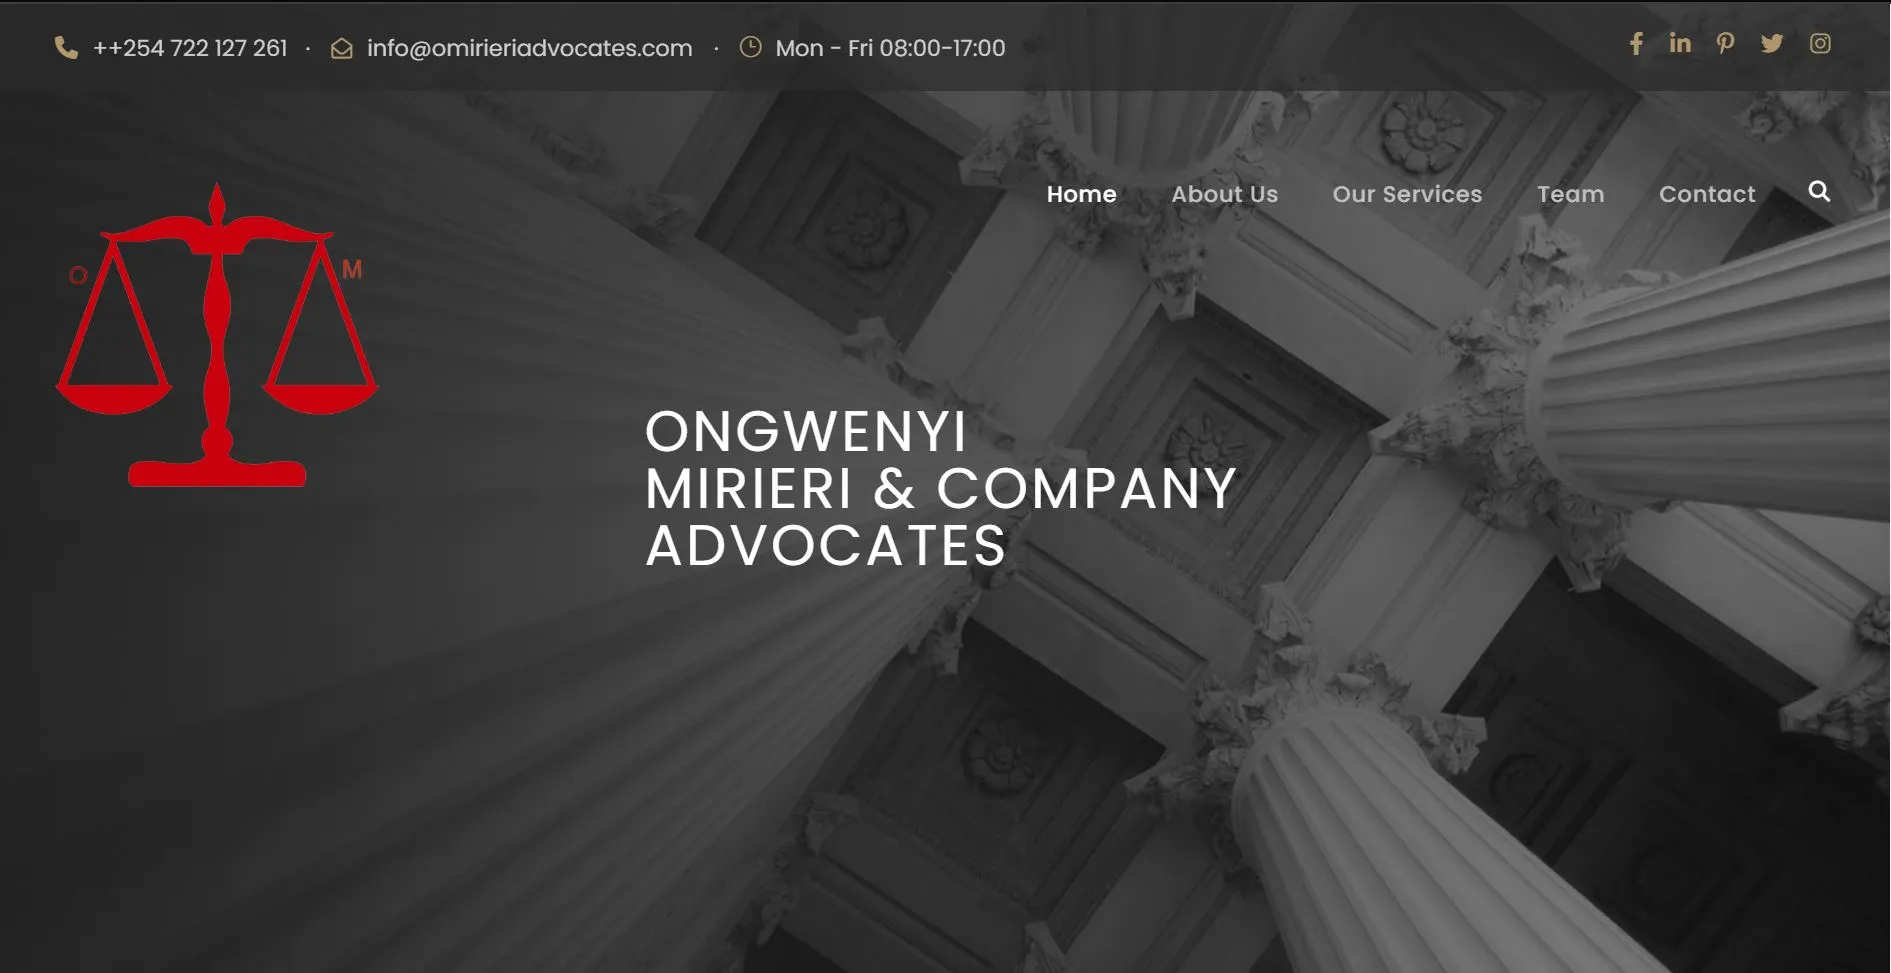 ++254 722 127 261 · info@omirieriadvocates.com · Mon - Fri 08:00-17:00
Home About Us Our Services Team Contact
O M
ONGWENYI
MIRIERI & COMPANY
ADVOCATES